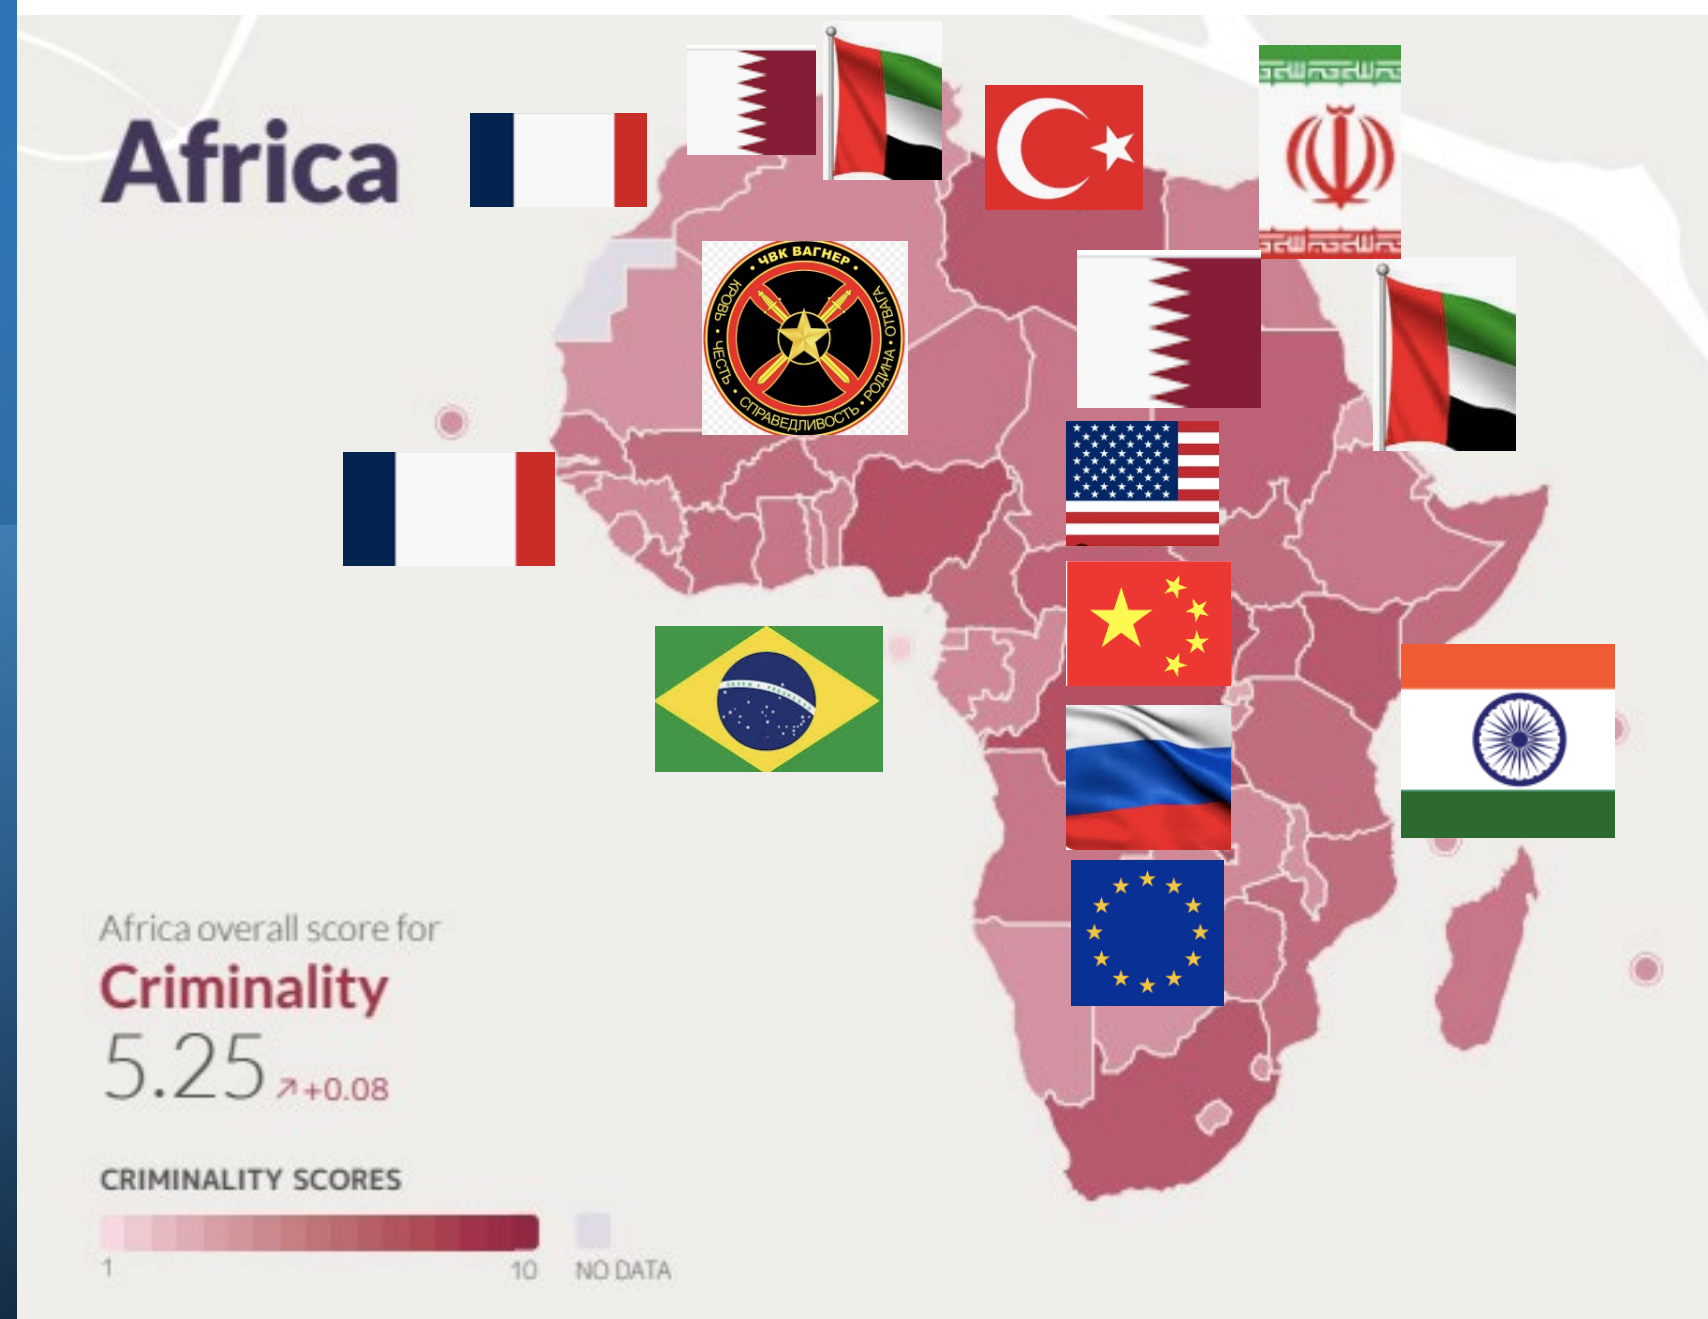 Africa
• ЧВК ВАГНЕР •
КРОВЬ • ЧЕСТЬ • СПРАВЕДЛИВОСТЬ • РОДИНА • ОТВАГА
Africa overall score for
Criminality
5.25 ↗+0.08
CRIMINALITY SCORES
1 10 NO DATA